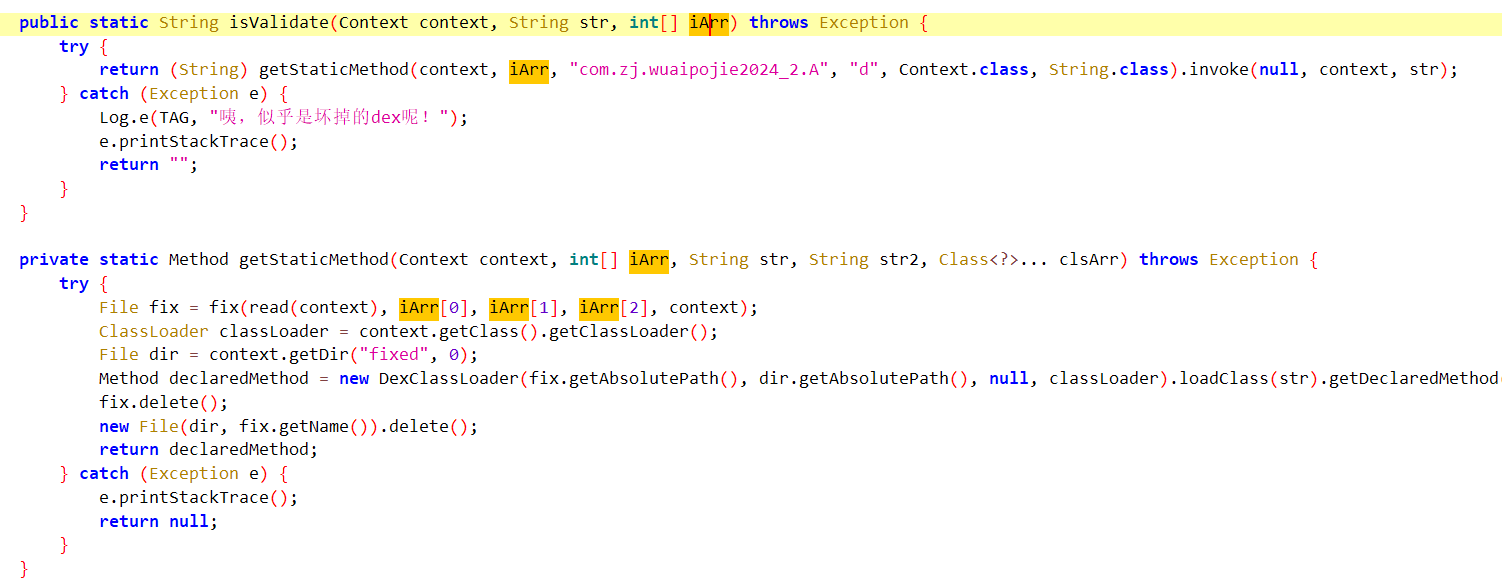 public static String isValidate(Context context, String str, int[] iArr) throws Exception {
    try {
        return (String) getStaticMethod(context, iArr, "com.zj.wuaipojie2024_2.A", "d", Context.class, String.class).invoke(null, context, str);
    } catch (Exception e) {
        Log.e(TAG, "咦，似乎是坏掉的dex呢！");
        e.printStackTrace();
        return "";
    }
}
private static Method getStaticMethod(Context context, int[] iArr, String str, String str2, Class<?>... clsArr) throws Exception {
    try {
        File fix = fix(read(context), iArr[0], iArr[1], iArr[2], context);
        ClassLoader classLoader = context.getClass().getClassLoader();
        File dir = context.getDir("fixed", 0);
        Method declaredMethod = new DexClassLoader(fix.getAbsolutePath(), dir.getAbsolutePath(), null, classLoader).loadClass(str).getDeclaredMethod(
        fix.delete();
        new File(dir, fix.getName()).delete();
        return declaredMethod;
    } catch (Exception e) {
        e.printStackTrace();
        return null;
    }
}